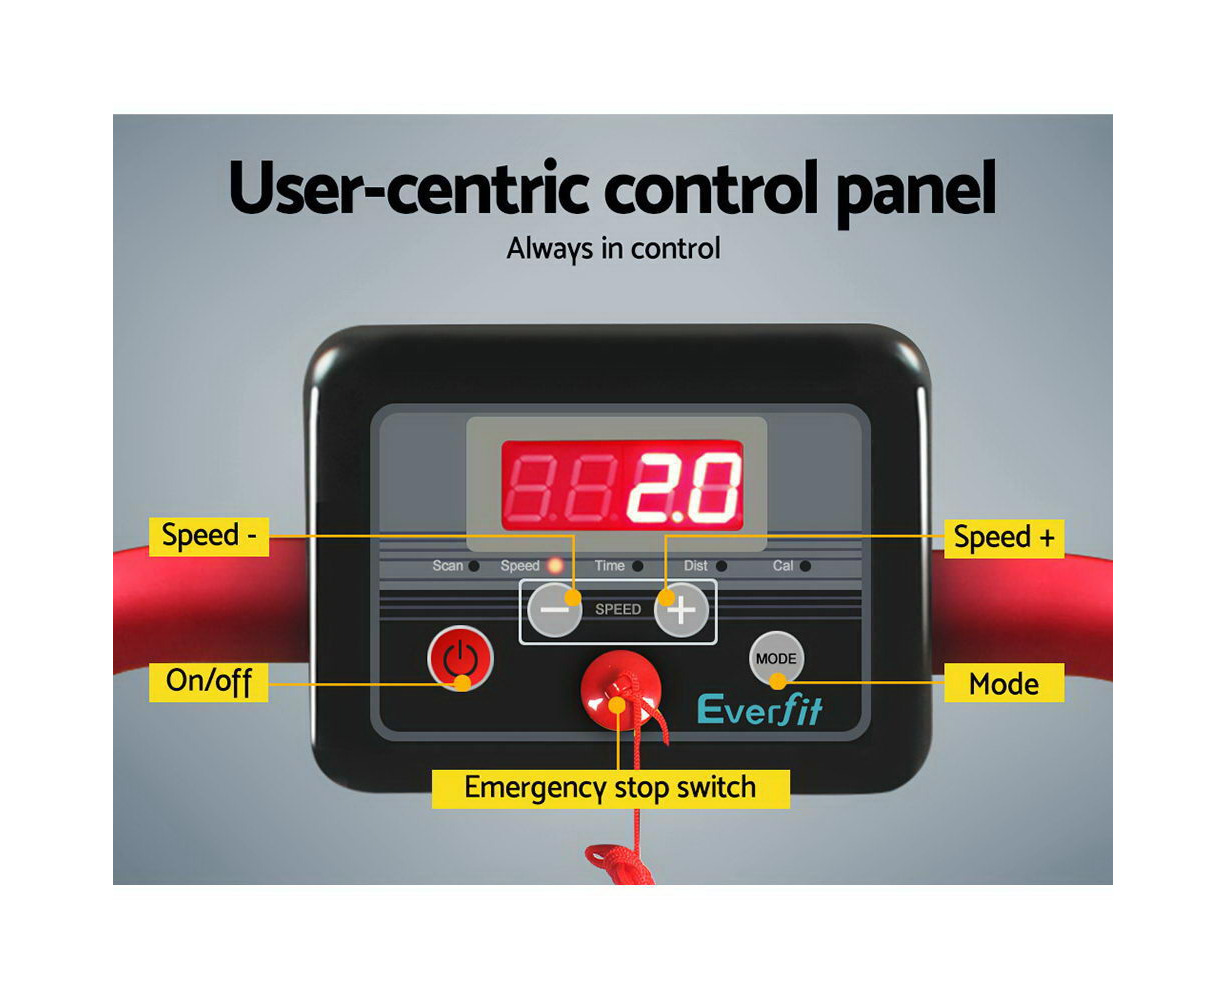 User-centric control panel
Always in control
2.0
Speed -
Speed +
Scan Speed Time Dist Cal
SPEED
MODE
On/off
Mode
Everfit
Emergency stop switch